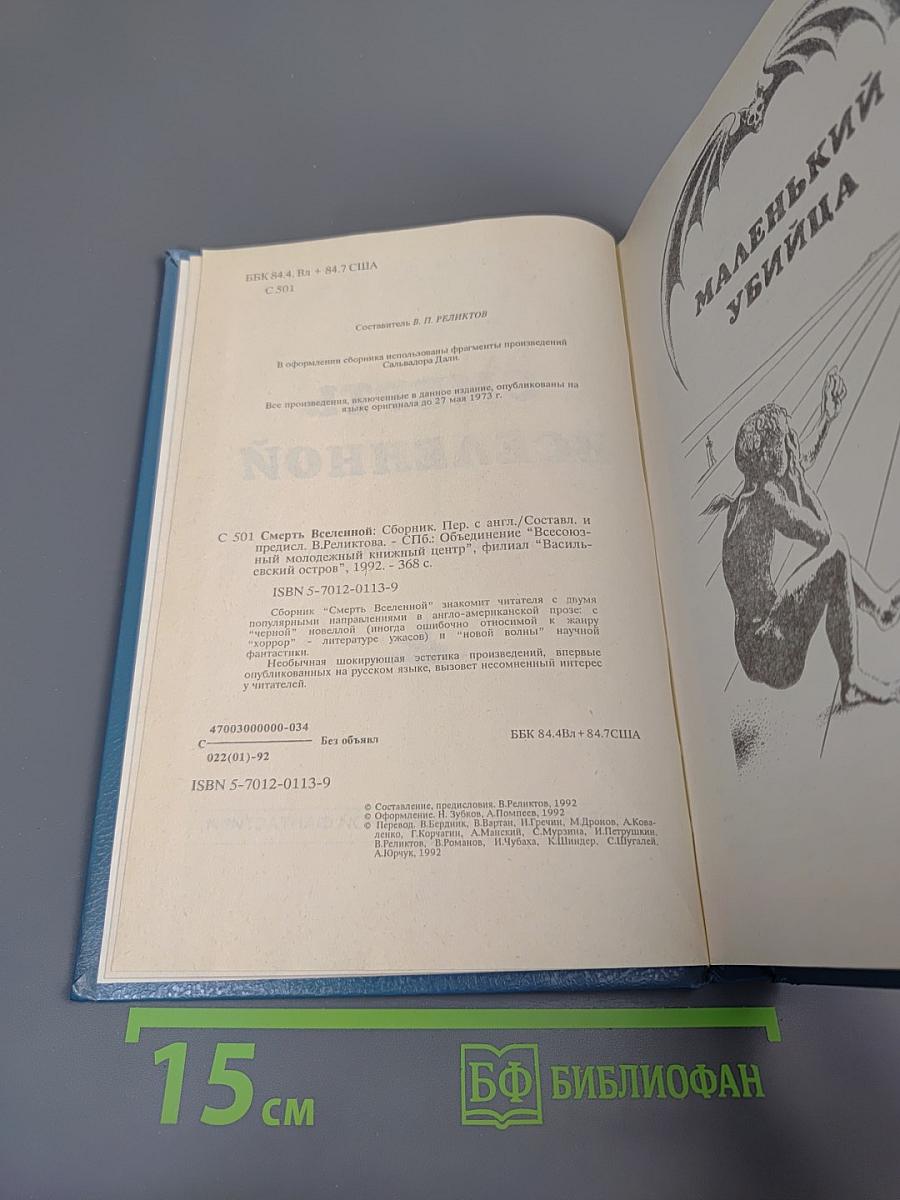 ББК 84.4. Вл + 84.7 США
С 501
Составитель В. П. РЕЛИКТОВ
В оформлении сборника использованы фрагменты произведений
Сальвадора Дали.
Все произведения, включенные в данное издание, опубликованы на
языке оригинала до 27 мая 1973 г.
ВСЕЛЕННОЙ
С 501 Смерть Вселенной: Сборник. Пер. с англ./Составл. и
предисл. В.Реликтова. - СПб.: Объединение "Всесоюз-
ный молодежный книжный центр", филиал "Василь-
евский остров", 1992. - 368 с.
ISBN 5-7012-0113-9
Сборник "Смерть Вселенной" знакомит читателя с двумя
популярными направлениями в англо-американской прозе: с
"черной" новеллой (иногда ошибочно относимой к жанру
"хоррор" - литературе ужасов) и "новой волны" научной
фантастики.
Необычная шокирующая эстетика произведений, впервые
опубликованных на русском языке, вызовет несомненный интерес
у читателей.
47003000000-034
С
Без объявл
022(01)-92
ББК 84.4Вл + 84.7США
ISBN 5-7012-0113-9
© Составление, предисловия. В.Реликтов, 1992
© Оформление. Н. Зубков, А.Помпеев, 1992
© Перевод. В.Бердник, В.Вартан, И.Гречин, М.Дронов, А.Кова-
ленко, Г.Корчагин, А.Манский, С.Мурзина, И.Петрушкин,
В.Реликтов, В.Романов, И.Чубаха, К.Шиндер, С.Шугалей,
А.Юрчук, 1992
МАЛЕНЬКИЙ
УБИЙЦА
15 см
БФ БИБЛИОФАН